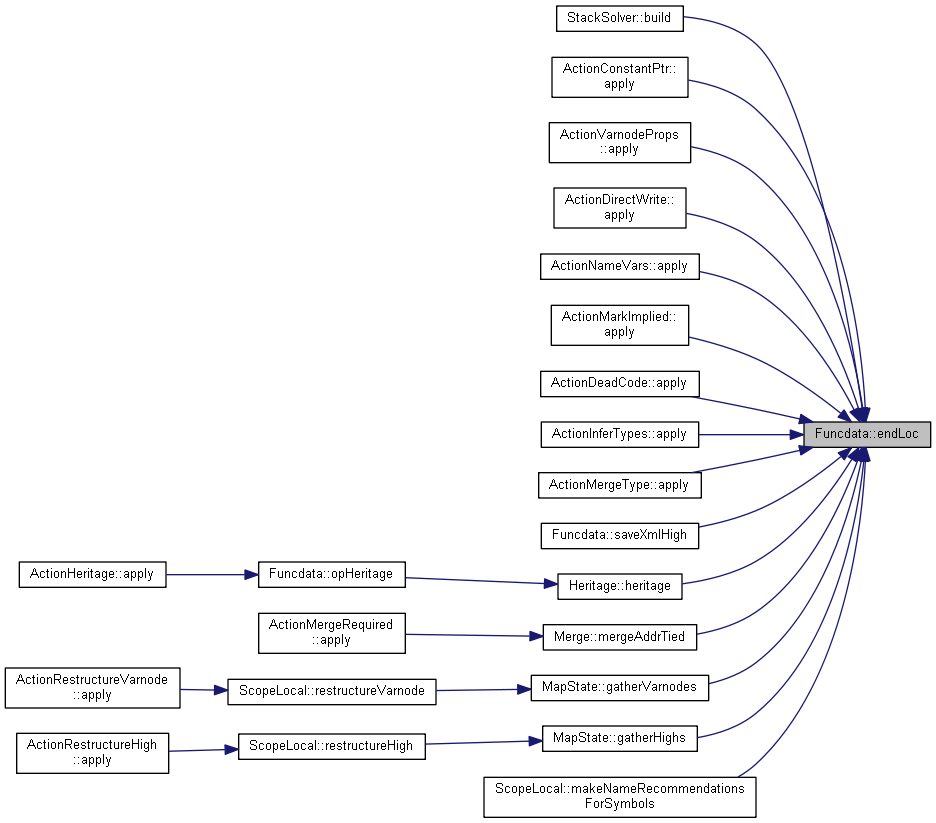 StackSolver::build
ActionConstantPtr::
apply
ActionVarnodeProps
::apply
ActionDirectWrite::
apply
ActionNameVars::apply
ActionMarkImplied::
apply
ActionDeadCode::apply
Funcdata::endLoc
ActionInferTypes::apply
ActionMergeType::apply
Funcdata::saveXmlHigh
ActionHeritage::apply
Funcdata::opHeritage
Heritage::heritage
ActionMergeRequired
::apply
Merge::mergeAddrTied
ActionRestructureVarnode
::apply
ScopeLocal::restructureVarnode
MapState::gatherVarnodes
ActionRestructureHigh
::apply
ScopeLocal::restructureHigh
MapState::gatherHighs
ScopeLocal::makeNameRecommendations
ForSymbols